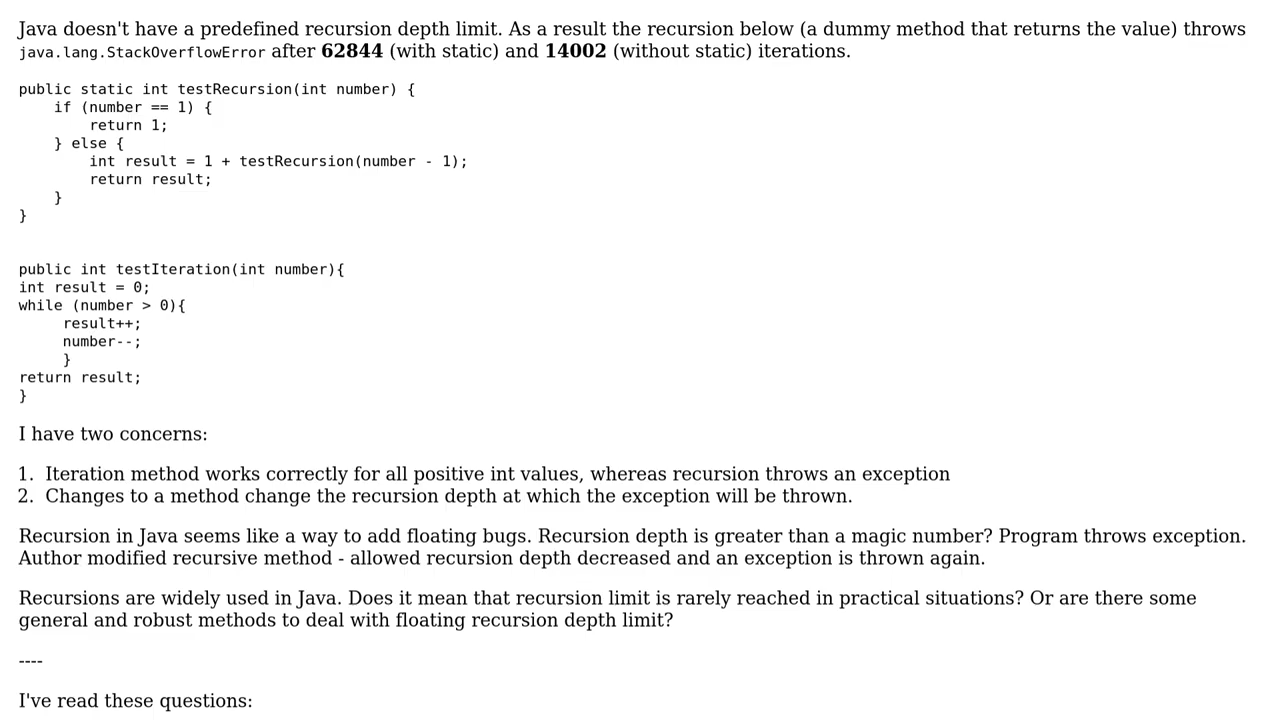 Java doesn't have a predefined recursion depth limit. As a result the recursion below (a dummy method that returns the value) throws
java.lang.StackOverflowError after 62844 (with static) and 14002 (without static) iterations.
public static int testRecursion(int number) {
    if (number == 1) {
        return 1;
    } else {
        int result = 1 + testRecursion(number - 1);
        return result;
    }
}
public int testIteration(int number){
int result = 0;
while (number > 0){
     result++;
     number--;
     }
return result;
}
I have two concerns:
1. Iteration method works correctly for all positive int values, whereas recursion throws an exception
2. Changes to a method change the recursion depth at which the exception will be thrown.
Recursion in Java seems like a way to add floating bugs. Recursion depth is greater than a magic number? Program throws exception.
Author modified recursive method - allowed recursion depth decreased and an exception is thrown again.
Recursions are widely used in Java. Does it mean that recursion limit is rarely reached in practical situations? Or are there some
general and robust methods to deal with floating recursion depth limit?
----
I've read these questions: